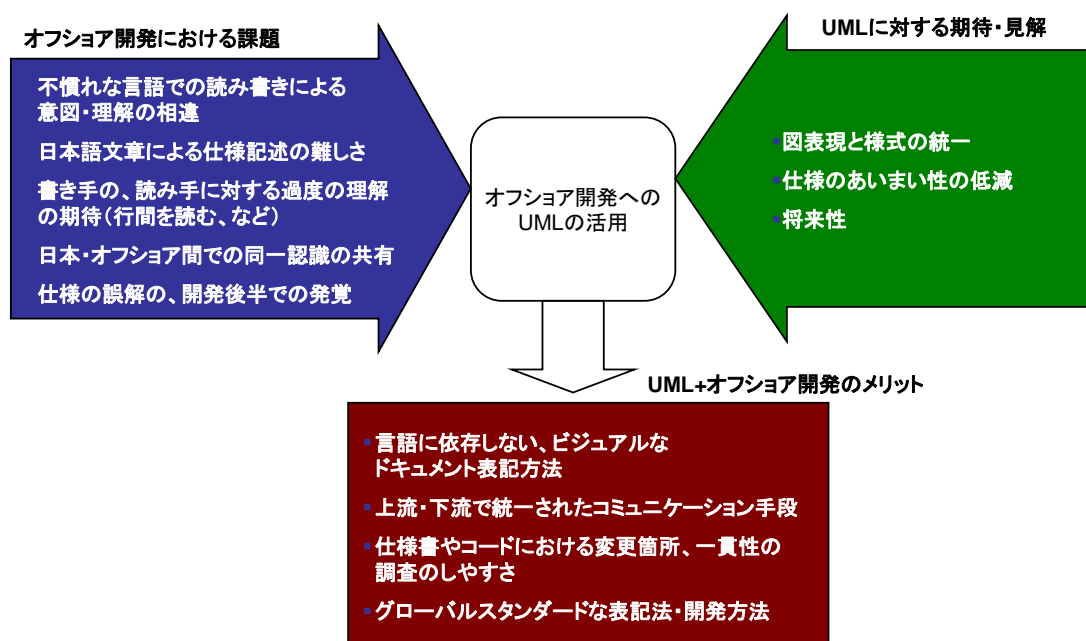 オフショア開発における課題
不慣れな言語での読み書きによる
意図・理解の相違
日本語文章による仕様記述の難しさ
書き手の、読み手に対する過度の理解
の期待(行間を読む、など)
日本・オフショア間での同一認識の共有
仕様の誤解の、開発後半での発覚
オフショア開発への
UMLの活用
UMLに対する期待・見解
▪図表現と様式の統一
▪仕様のあいまい性の低減
▪将来性
UML+オフショア開発のメリット
▪言語に依存しない、ビジュアルな
ドキュメント表記方法
▪上流・下流で統一されたコミュニケーション手段
▪仕様書やコードにおける変更箇所、一貫性の
調査のしやすさ
▪グローバルスタンダードな表記法・開発方法